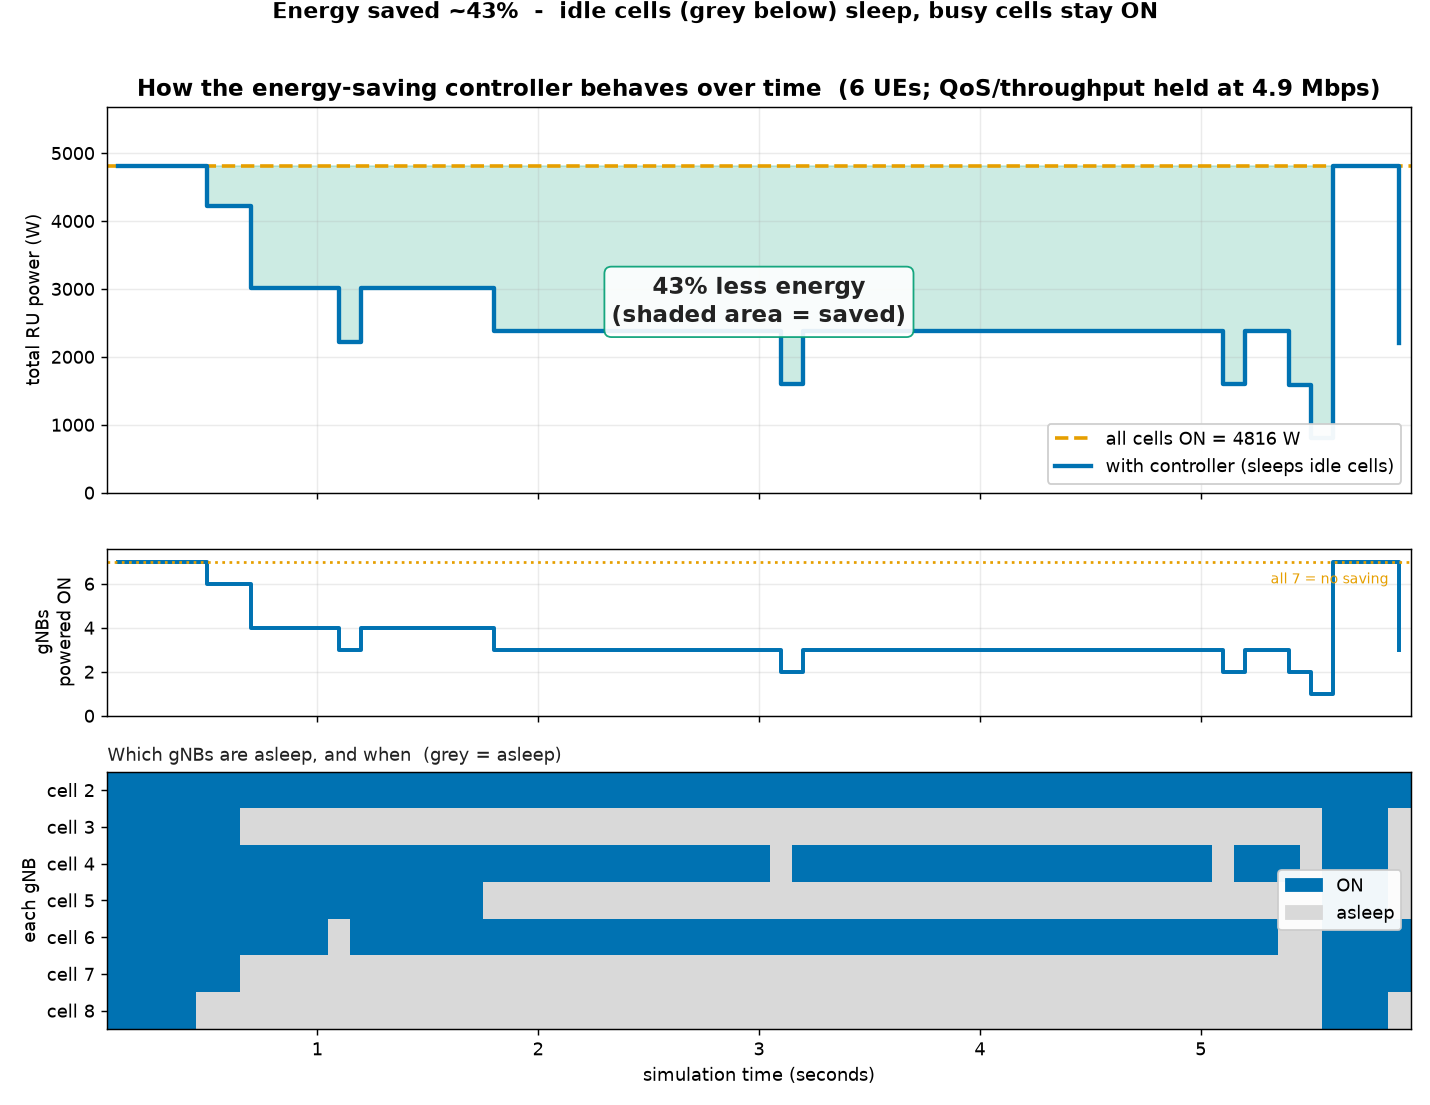 Energy saved ~43%  -  idle cells (grey below) sleep, busy cells stay ON
How the energy-saving controller behaves over time  (6 UEs; QoS/throughput held at 4.9 Mbps)
total RU power (W)
5000
4000
3000
2000
1000
0
43% less energy
(shaded area = saved)
all cells ON = 4816 W
with controller (sleeps idle cells)
gNBs
powered ON
6
4
2
0
all 7 = no saving
Which gNBs are asleep, and when  (grey = asleep)
each gNB
cell 2
cell 3
cell 4
cell 5
cell 6
cell 7
cell 8
ON
asleep
1
2
3
4
5
simulation time (seconds)